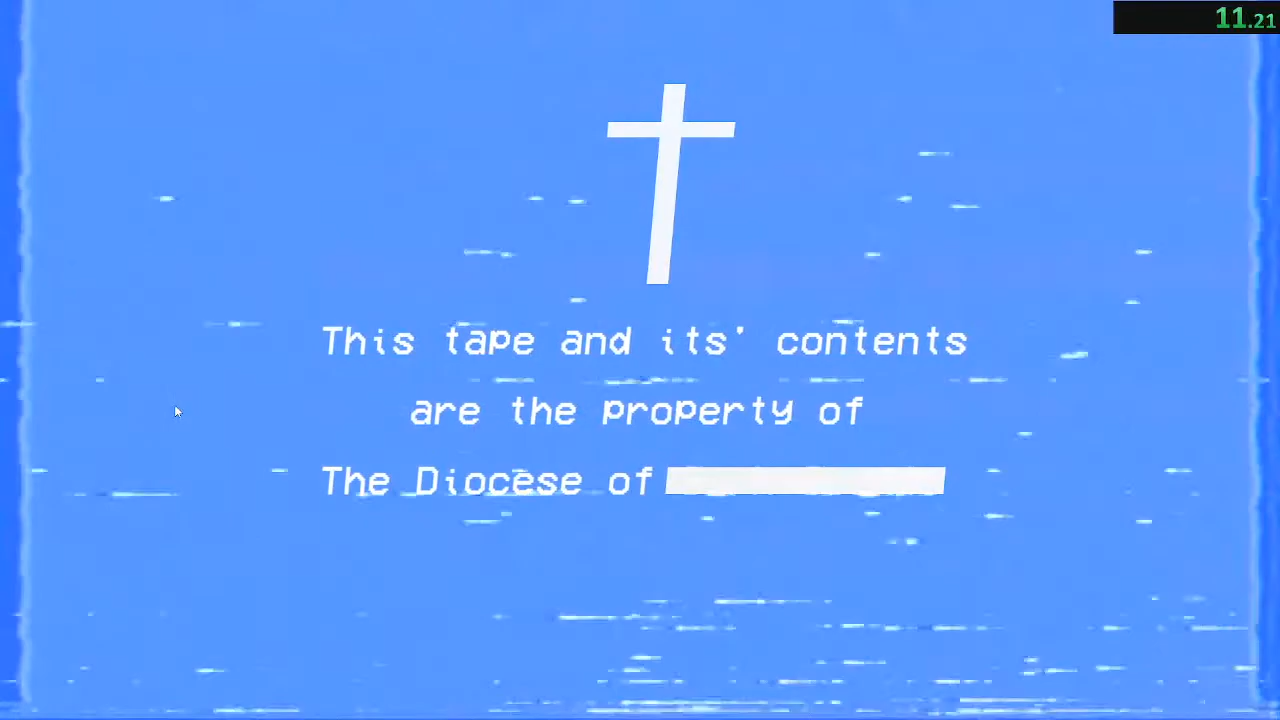 11.21
This tape and its' contents
are the property of
The Diocese of